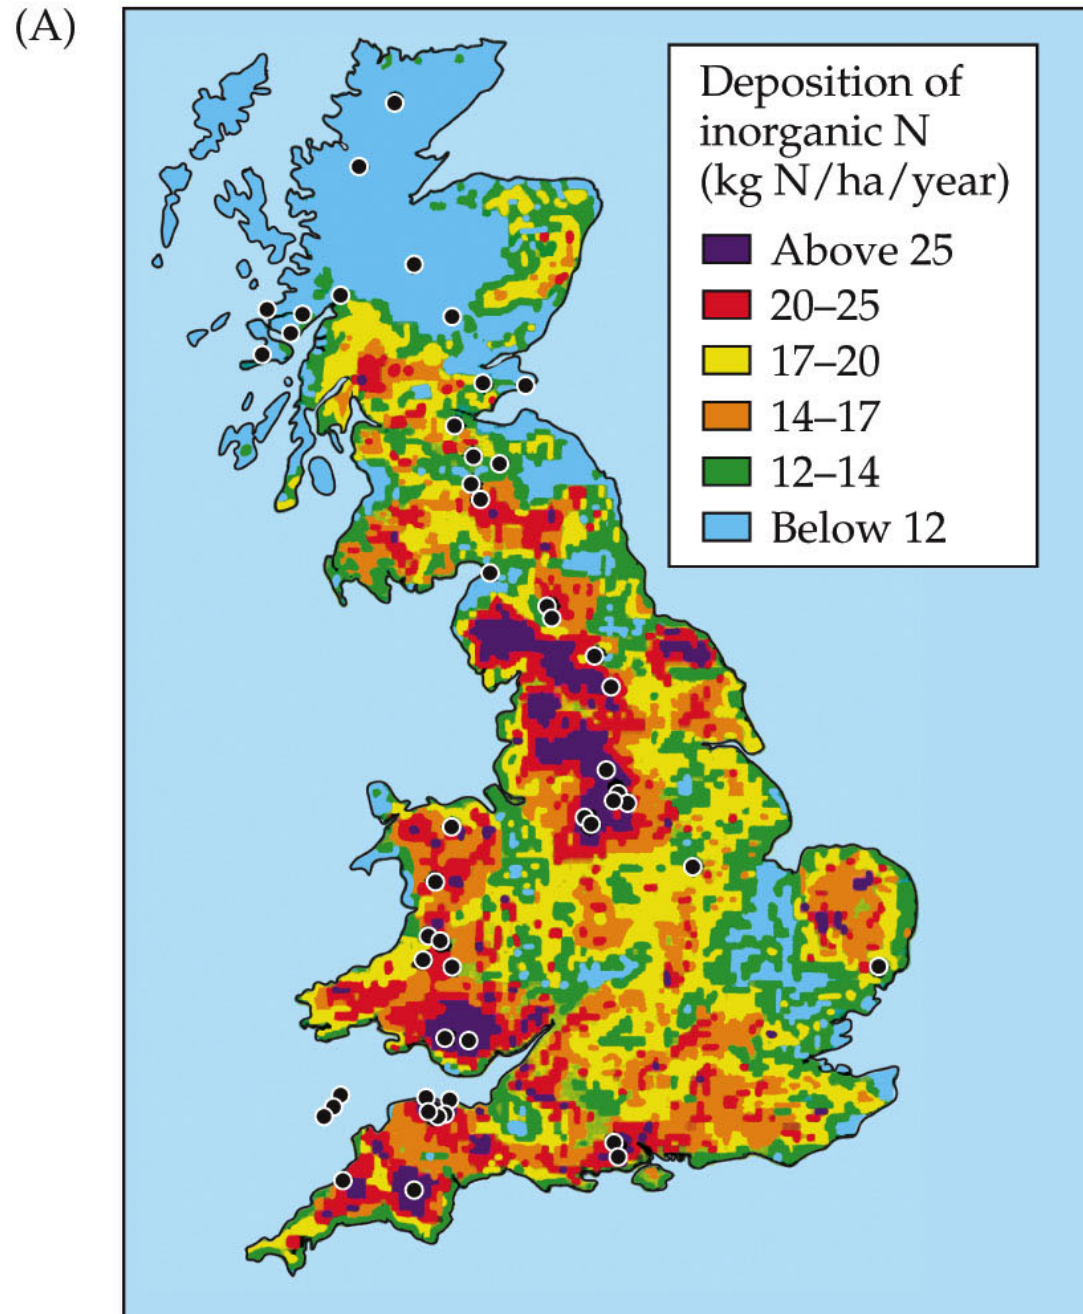 (A)
Deposition of
inorganic N
(kg N/ha/year)
Above 25
20–25
17–20
14–17
12–14
Below 12